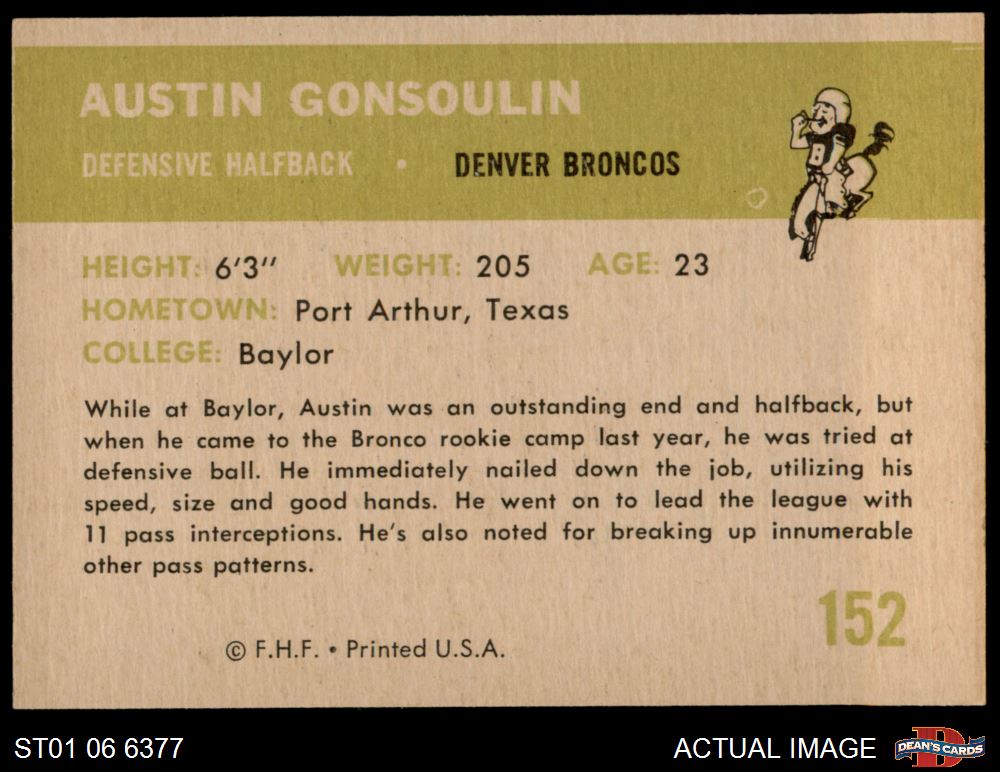 AUSTIN GONSOULIN
DEFENSIVE HALFBACK • DENVER BRONCOS
8
HEIGHT: 6'3" WEIGHT: 205 AGE: 23
HOMETOWN: Port Arthur, Texas
COLLEGE: Baylor
While at Baylor, Austin was an outstanding end and halfback, but
when he came to the Bronco rookie camp last year, he was tried at
defensive ball. He immediately nailed down the job, utilizing his
speed, size and good hands. He went on to lead the league with
11 pass interceptions. He's also noted for breaking up innumerable
other pass patterns.
152
© F.H.F. • Printed U.S.A.
ST01 06 6377
ACTUAL IMAGE
D
DEAN'S CARDS